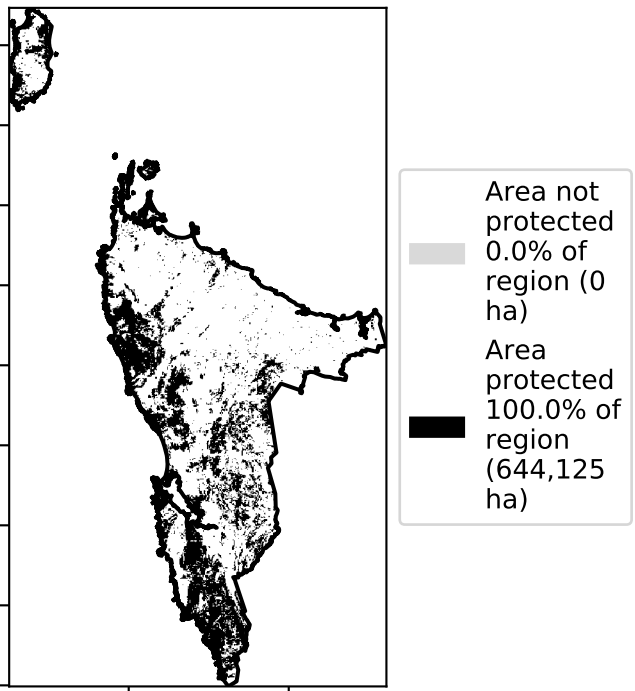 Area not
protected
0.0% of
region (0
ha)
Area
protected
100.0% of
region
(644,125
ha)